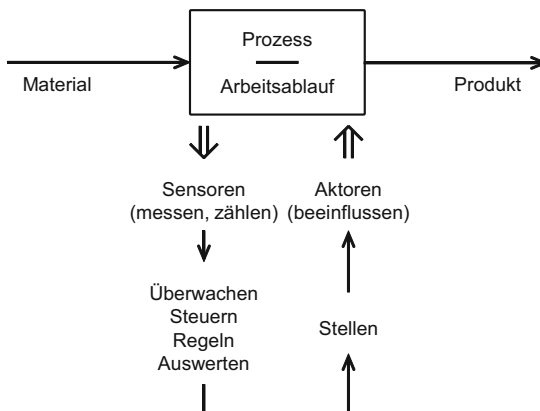 Prozess
Arbeitsablauf
Material
Produkt
Sensoren
(messen, zählen)
Aktoren
(beeinflussen)
Überwachen
Steuern
Regeln
Auswerten
Stellen